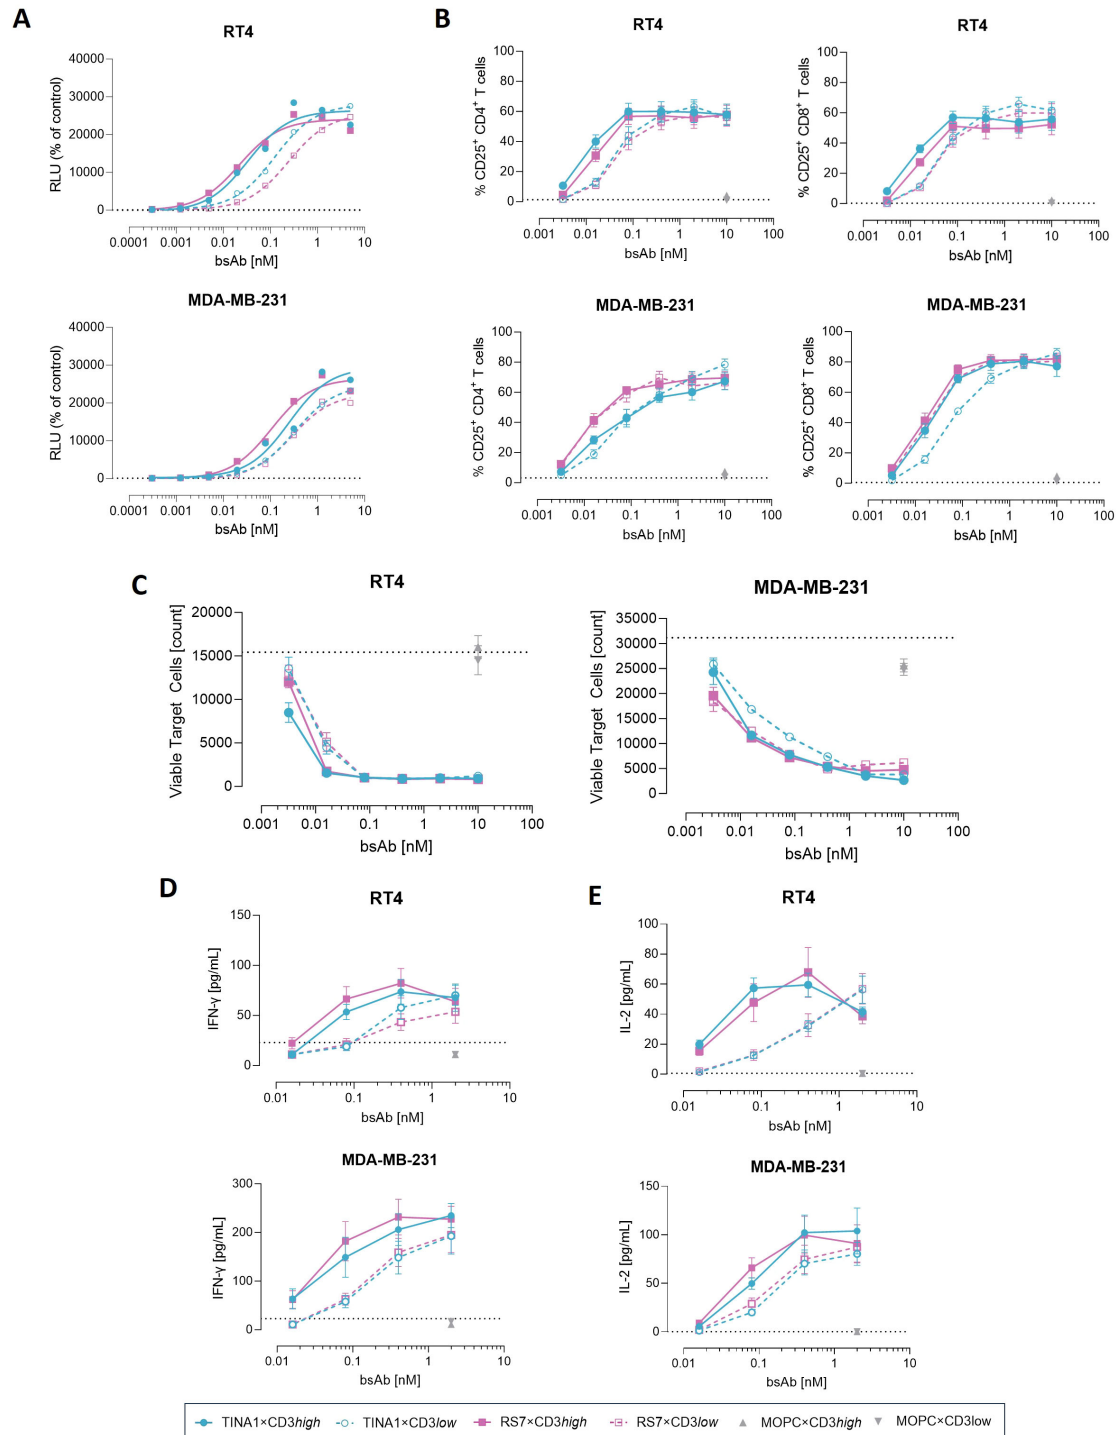 A
RT4
RLU (% of control)
40000
30000
20000
10000
0
0.0001 0.001 0.01 0.1 1 10
bsAb [nM]
MDA-MB-231
RLU (% of control)
40000
30000
20000
10000
0
0.0001 0.001 0.01 0.1 1 10
bsAb [nM]
B
RT4
% CD25⁺ CD4⁺ T cells
100
80
60
40
20
0
0.001 0.01 0.1 1 10 100
bsAb [nM]
RT4
% CD25⁺ CD8⁺ T cells
100
80
60
40
20
0
0.001 0.01 0.1 1 10 100
bsAb [nM]
MDA-MB-231
% CD25⁺ CD4⁺ T cells
100
80
60
40
20
0
0.001 0.01 0.1 1 10 100
bsAb [nM]
MDA-MB-231
% CD25⁺ CD8⁺ T cells
100
80
60
40
20
0
0.001 0.01 0.1 1 10 100
bsAb [nM]
C
RT4
Viable Target Cells [count]
20000
15000
10000
5000
0
0.001 0.01 0.1 1 10 100
bsAb [nM]
MDA-MB-231
Viable Target Cells [count]
35000
30000
25000
20000
15000
10000
5000
0
0.001 0.01 0.1 1 10 100
bsAb [nM]
D
RT4
IFN-γ [pg/mL]
150
100
50
0
0.01 0.1 1 10
bsAb [nM]
MDA-MB-231
IFN-γ [pg/mL]
300
200
100
0
0.01 0.1 1 10
bsAb [nM]
E
RT4
IL-2 [pg/mL]
100
80
60
40
20
0
0.01 0.1 1 10
bsAb [nM]
MDA-MB-231
IL-2 [pg/mL]
150
100
50
0
0.01 0.1 1 10
bsAb [nM]
TINA1×CD3high TINA1×CD3low RS7×CD3high RS7×CD3low MOPC×CD3high MOPC×CD3low